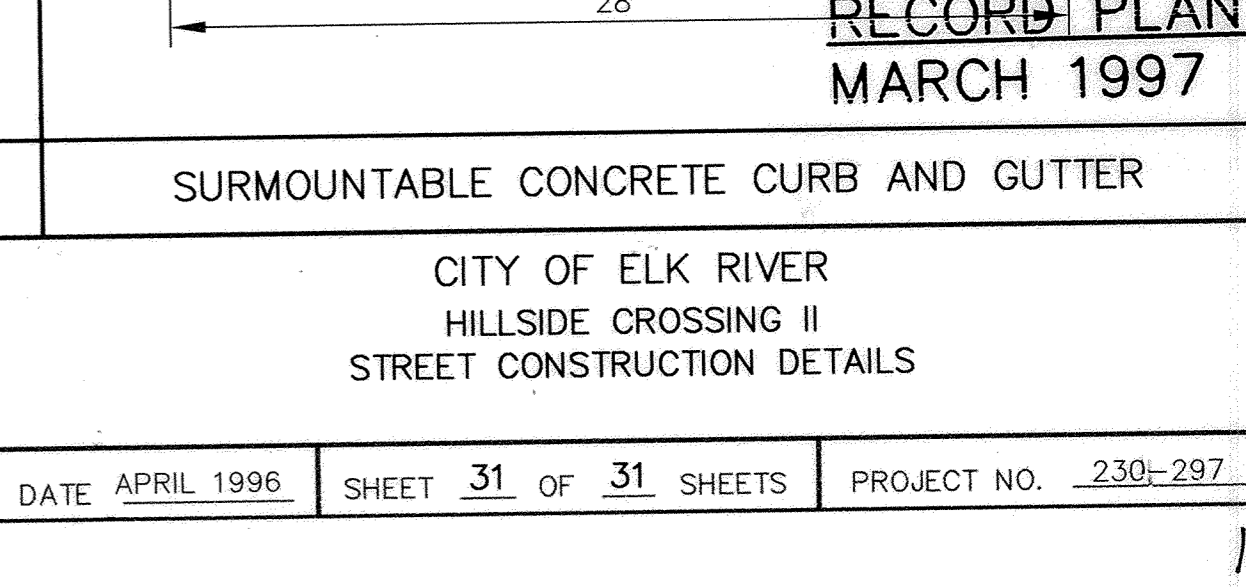 28
RECORD PLAN
MARCH 1997
SURMOUNTABLE CONCRETE CURB AND GUTTER
CITY OF ELK RIVER
HILLSIDE CROSSING II
STREET CONSTRUCTION DETAILS
DATE APRIL 1996 SHEET 31 OF 31 SHEETS PROJECT NO. 230-297